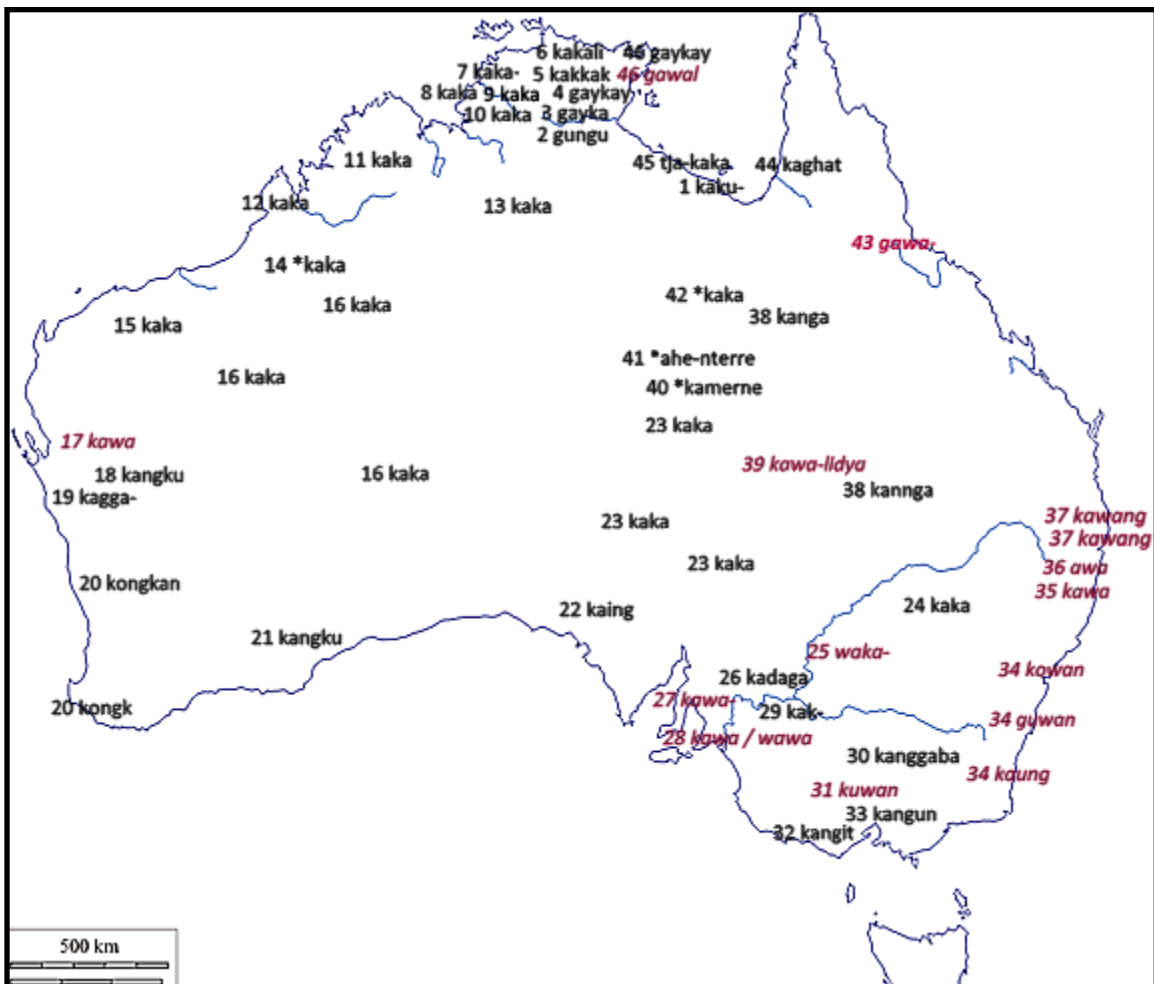 6 kakali 46 gaykay
7 kaka- 5 kakkak 46 gawal
8 kaka 9 kaka 4 gaykay
10 kaka 3 gayka
2 gungu
11 kaka 45 tja-kaka 44 kaghat
1 kaku-
12 kaka 13 kaka
43 gawa-
14 *kaka
16 kaka 42 *kaka
15 kaka 38 kanga
41 *ahe-nterre
16 kaka 40 *kamerne
23 kaka
17 kawa
18 kangku 16 kaka 39 kawa-lldya
19 kagga- 38 kannga
23 kaka 37 kawang
37 kawang
23 kaka 36 awa
20 kongkan 35 kawa
22 kaing 24 kaka
21 kangku
25 waka-
26 kadaga 34 kowan
20 kongk 27 kawa- 29 kak-
34 guwan
28 kawa / wawa
30 kanggaba
34 kaung
31 kuwan
33 kangun
32 kangit
500 km